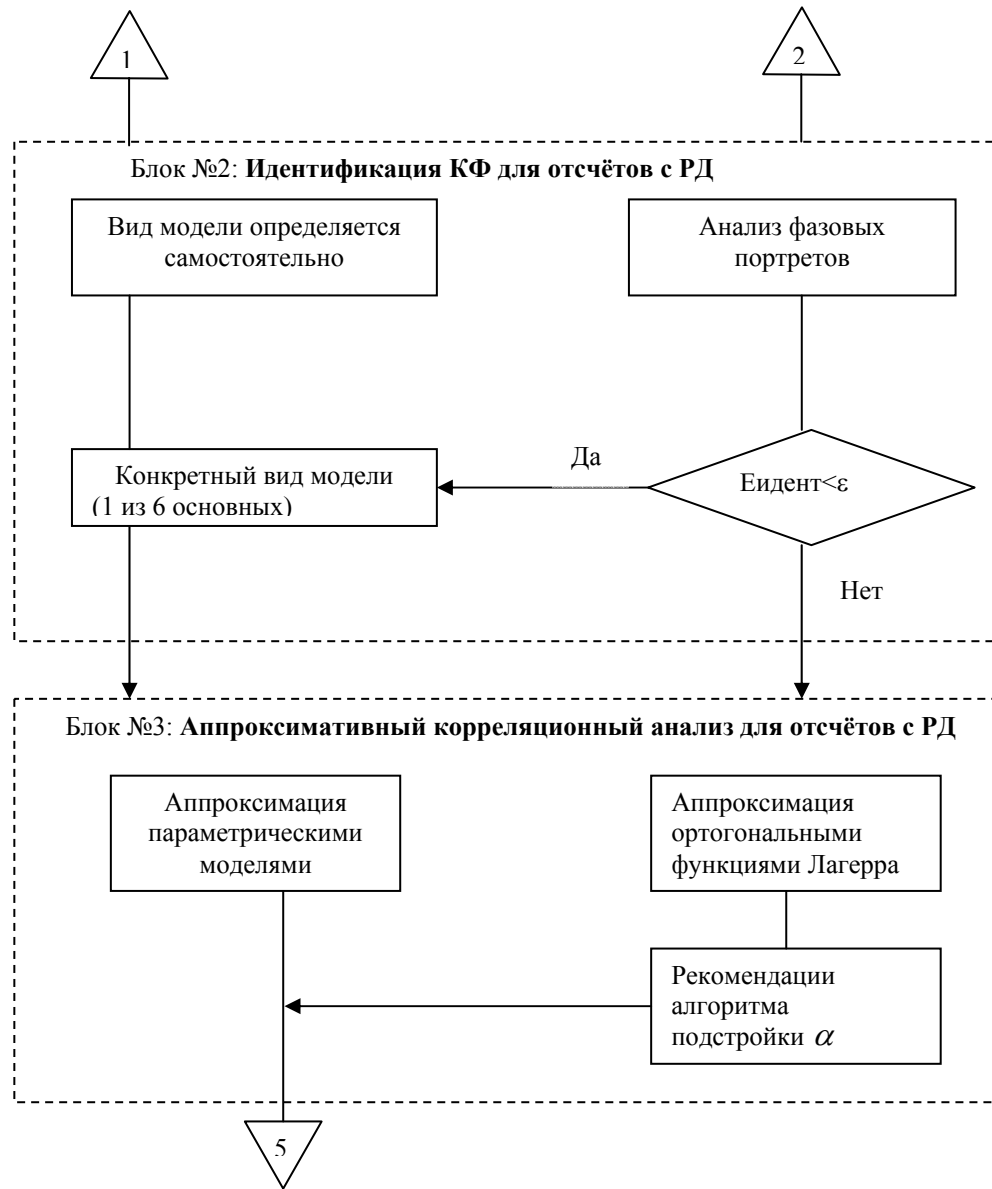 1
2
Блок №2: Идентификация КФ для отсчётов с РД
Вид модели определяется
самостоятельно
Анализ фазовых
портретов
Да
Конкретный вид модели
(1 из 6 основных)
Еидент<ε
Нет
Блок №3: Аппроксимативный корреляционный анализ для отсчётов с РД
Аппроксимация
параметрическими
моделями
Аппроксимация
ортогональными
функциями Лагерра
Рекомендации
алгоритма
подстройки α
5